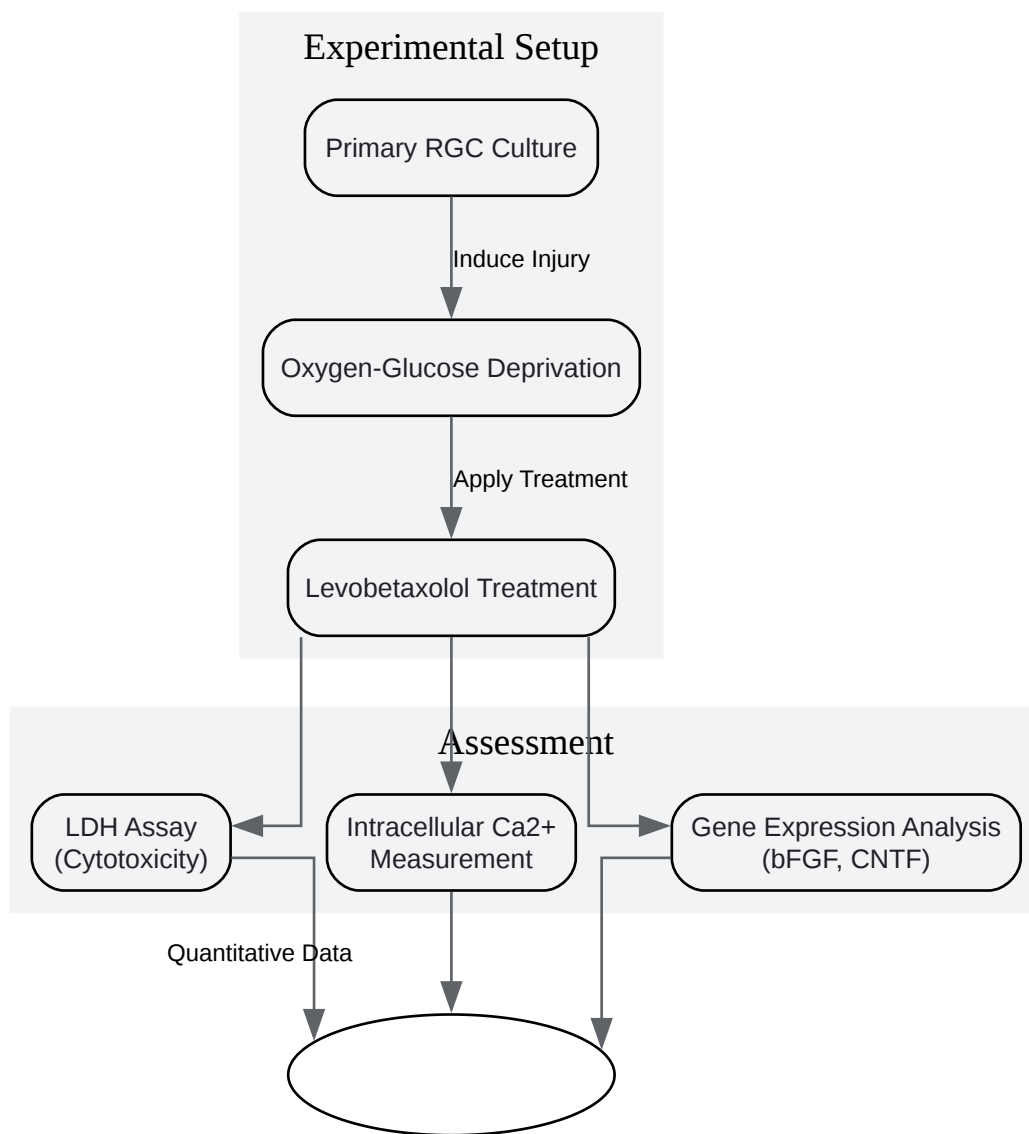 Experimental Setup
Primary RGC Culture
Induce Injury
Oxygen-Glucose Deprivation
Apply Treatment
Levobetaxolol Treatment
Assessment
LDH Assay
(Cytotoxicity)
Intracellular Ca2+
Measurement
Gene Expression Analysis
(bFGF, CNTF)
Quantitative Data